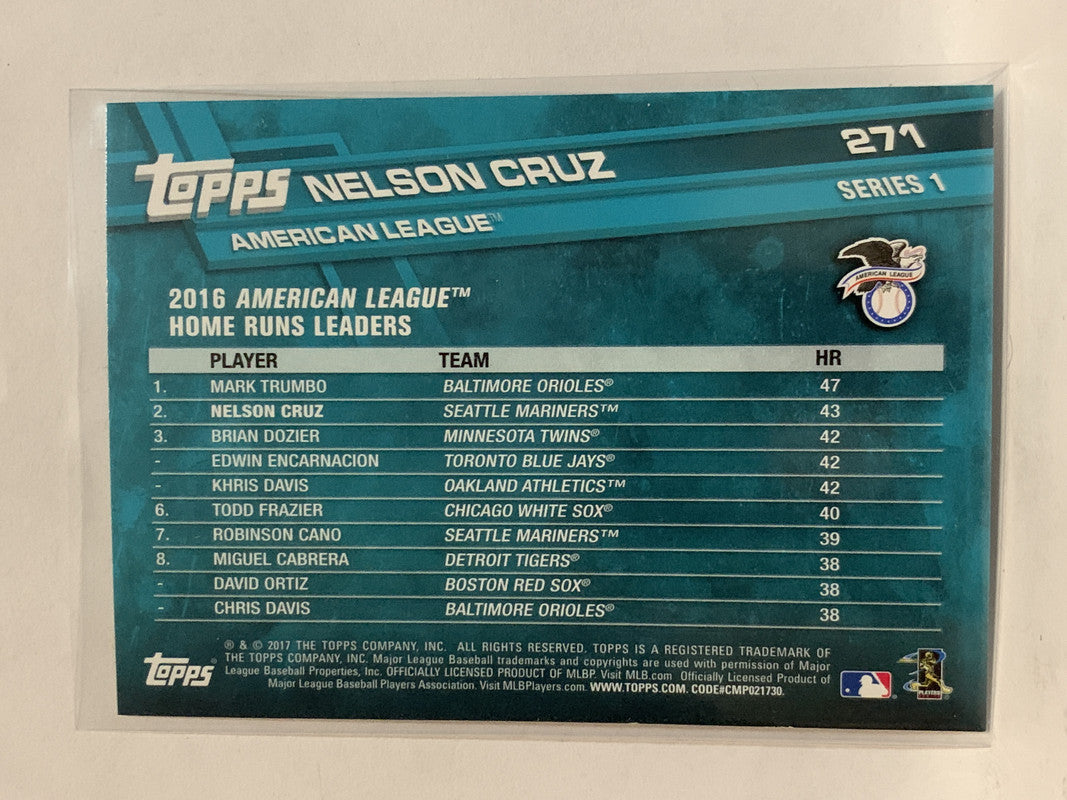 TOPPS NELSON CRUZ 271
AMERICAN LEAGUE™ SERIES 1
AMERICAN LEAGUE
2016 AMERICAN LEAGUE™
HOME RUNS LEADERS
PLAYER TEAM HR
1. MARK TRUMBO BALTIMORE ORIOLES® 47
2. NELSON CRUZ SEATTLE MARINERS™ 43
3. BRIAN DOZIER MINNESOTA TWINS® 42
- EDWIN ENCARNACION TORONTO BLUE JAYS® 42
- KHRIS DAVIS OAKLAND ATHLETICS™ 42
6. TODD FRAZIER CHICAGO WHITE SOX® 40
7. ROBINSON CANO SEATTLE MARINERS™ 39
8. MIGUEL CABRERA DETROIT TIGERS® 38
- DAVID ORTIZ BOSTON RED SOX® 38
- CHRIS DAVIS BALTIMORE ORIOLES® 38
TOPPS®
® & © 2017 THE TOPPS COMPANY, INC. ALL RIGHTS RESERVED. TOPPS IS A REGISTERED TRADEMARK OF
THE TOPPS COMPANY, INC. Major League Baseball trademarks and copyrights are used with permission of Major
League Baseball Properties, Inc. OFFICIALLY LICENSED PRODUCT OF MLBP. Visit MLB.com Officially Licensed Product of
Major League Baseball Players Association. Visit MLBPlayers.com. WWW.TOPPS.COM. CODE#CMP021730.
PLAYERS